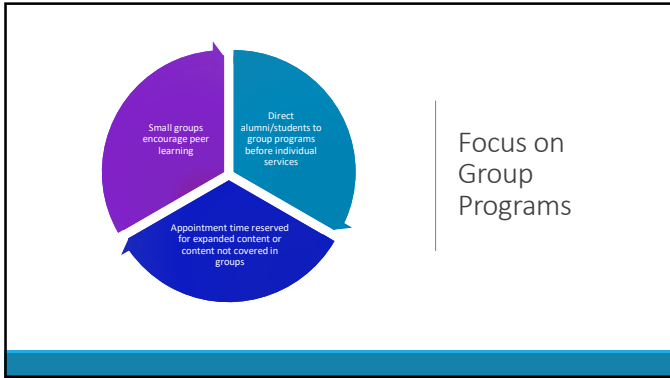 Small groups
encourage peer
learning
Direct
alumni/students to
group programs
before individual
services
Appointment time reserved
for expanded content or
content not covered in
groups
Focus on
Group
Programs